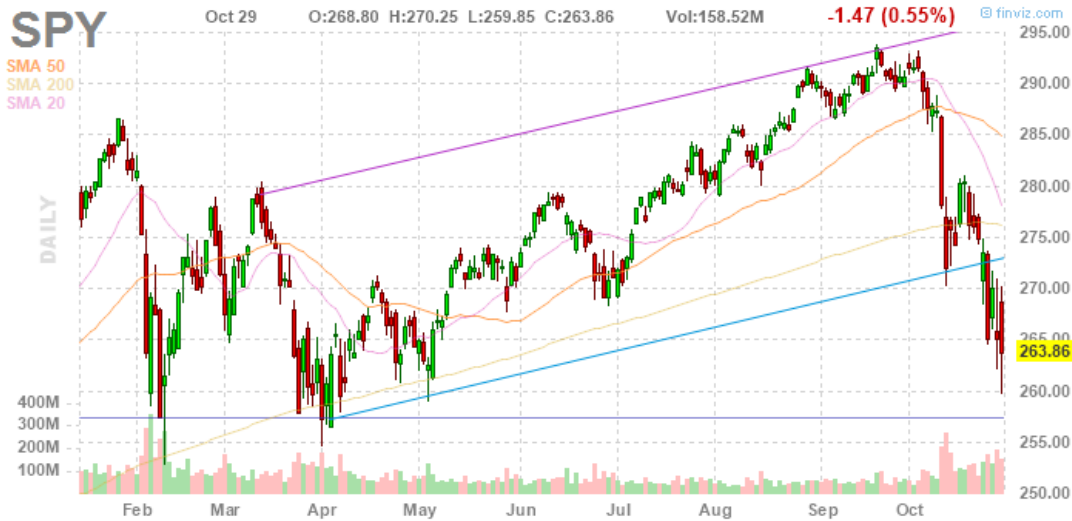 SPY
Oct 29 O:268.80 H:270.25 L:259.85 C:263.86 Vol:158.52M -1.47 (0.55%) © finviz.com
SMA 50
SMA 200
SMA 20
DAILY
295.00
290.00
285.00
280.00
275.00
270.00
265.00
263.86
260.00
255.00
250.00
400M
300M
200M
100M
Feb Mar Apr May Jun Jul Aug Sep Oct